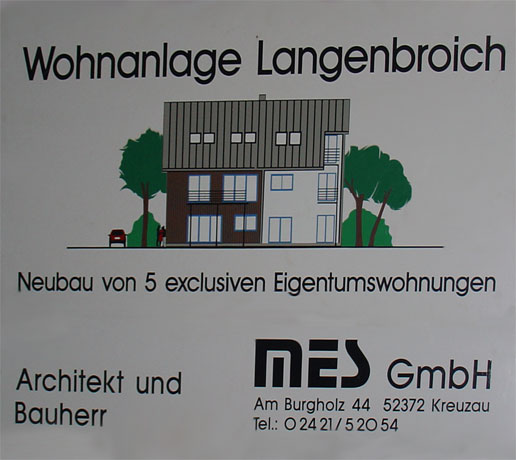 Wohnanlage Langenbroich
Neubau von 5 exclusiven Eigentumswohnungen
Architekt und
Bauherr
MES GmbH
Am Burgholz 44 52372 Kreuzau
Tel.: 0 24 21 / 5 20 54